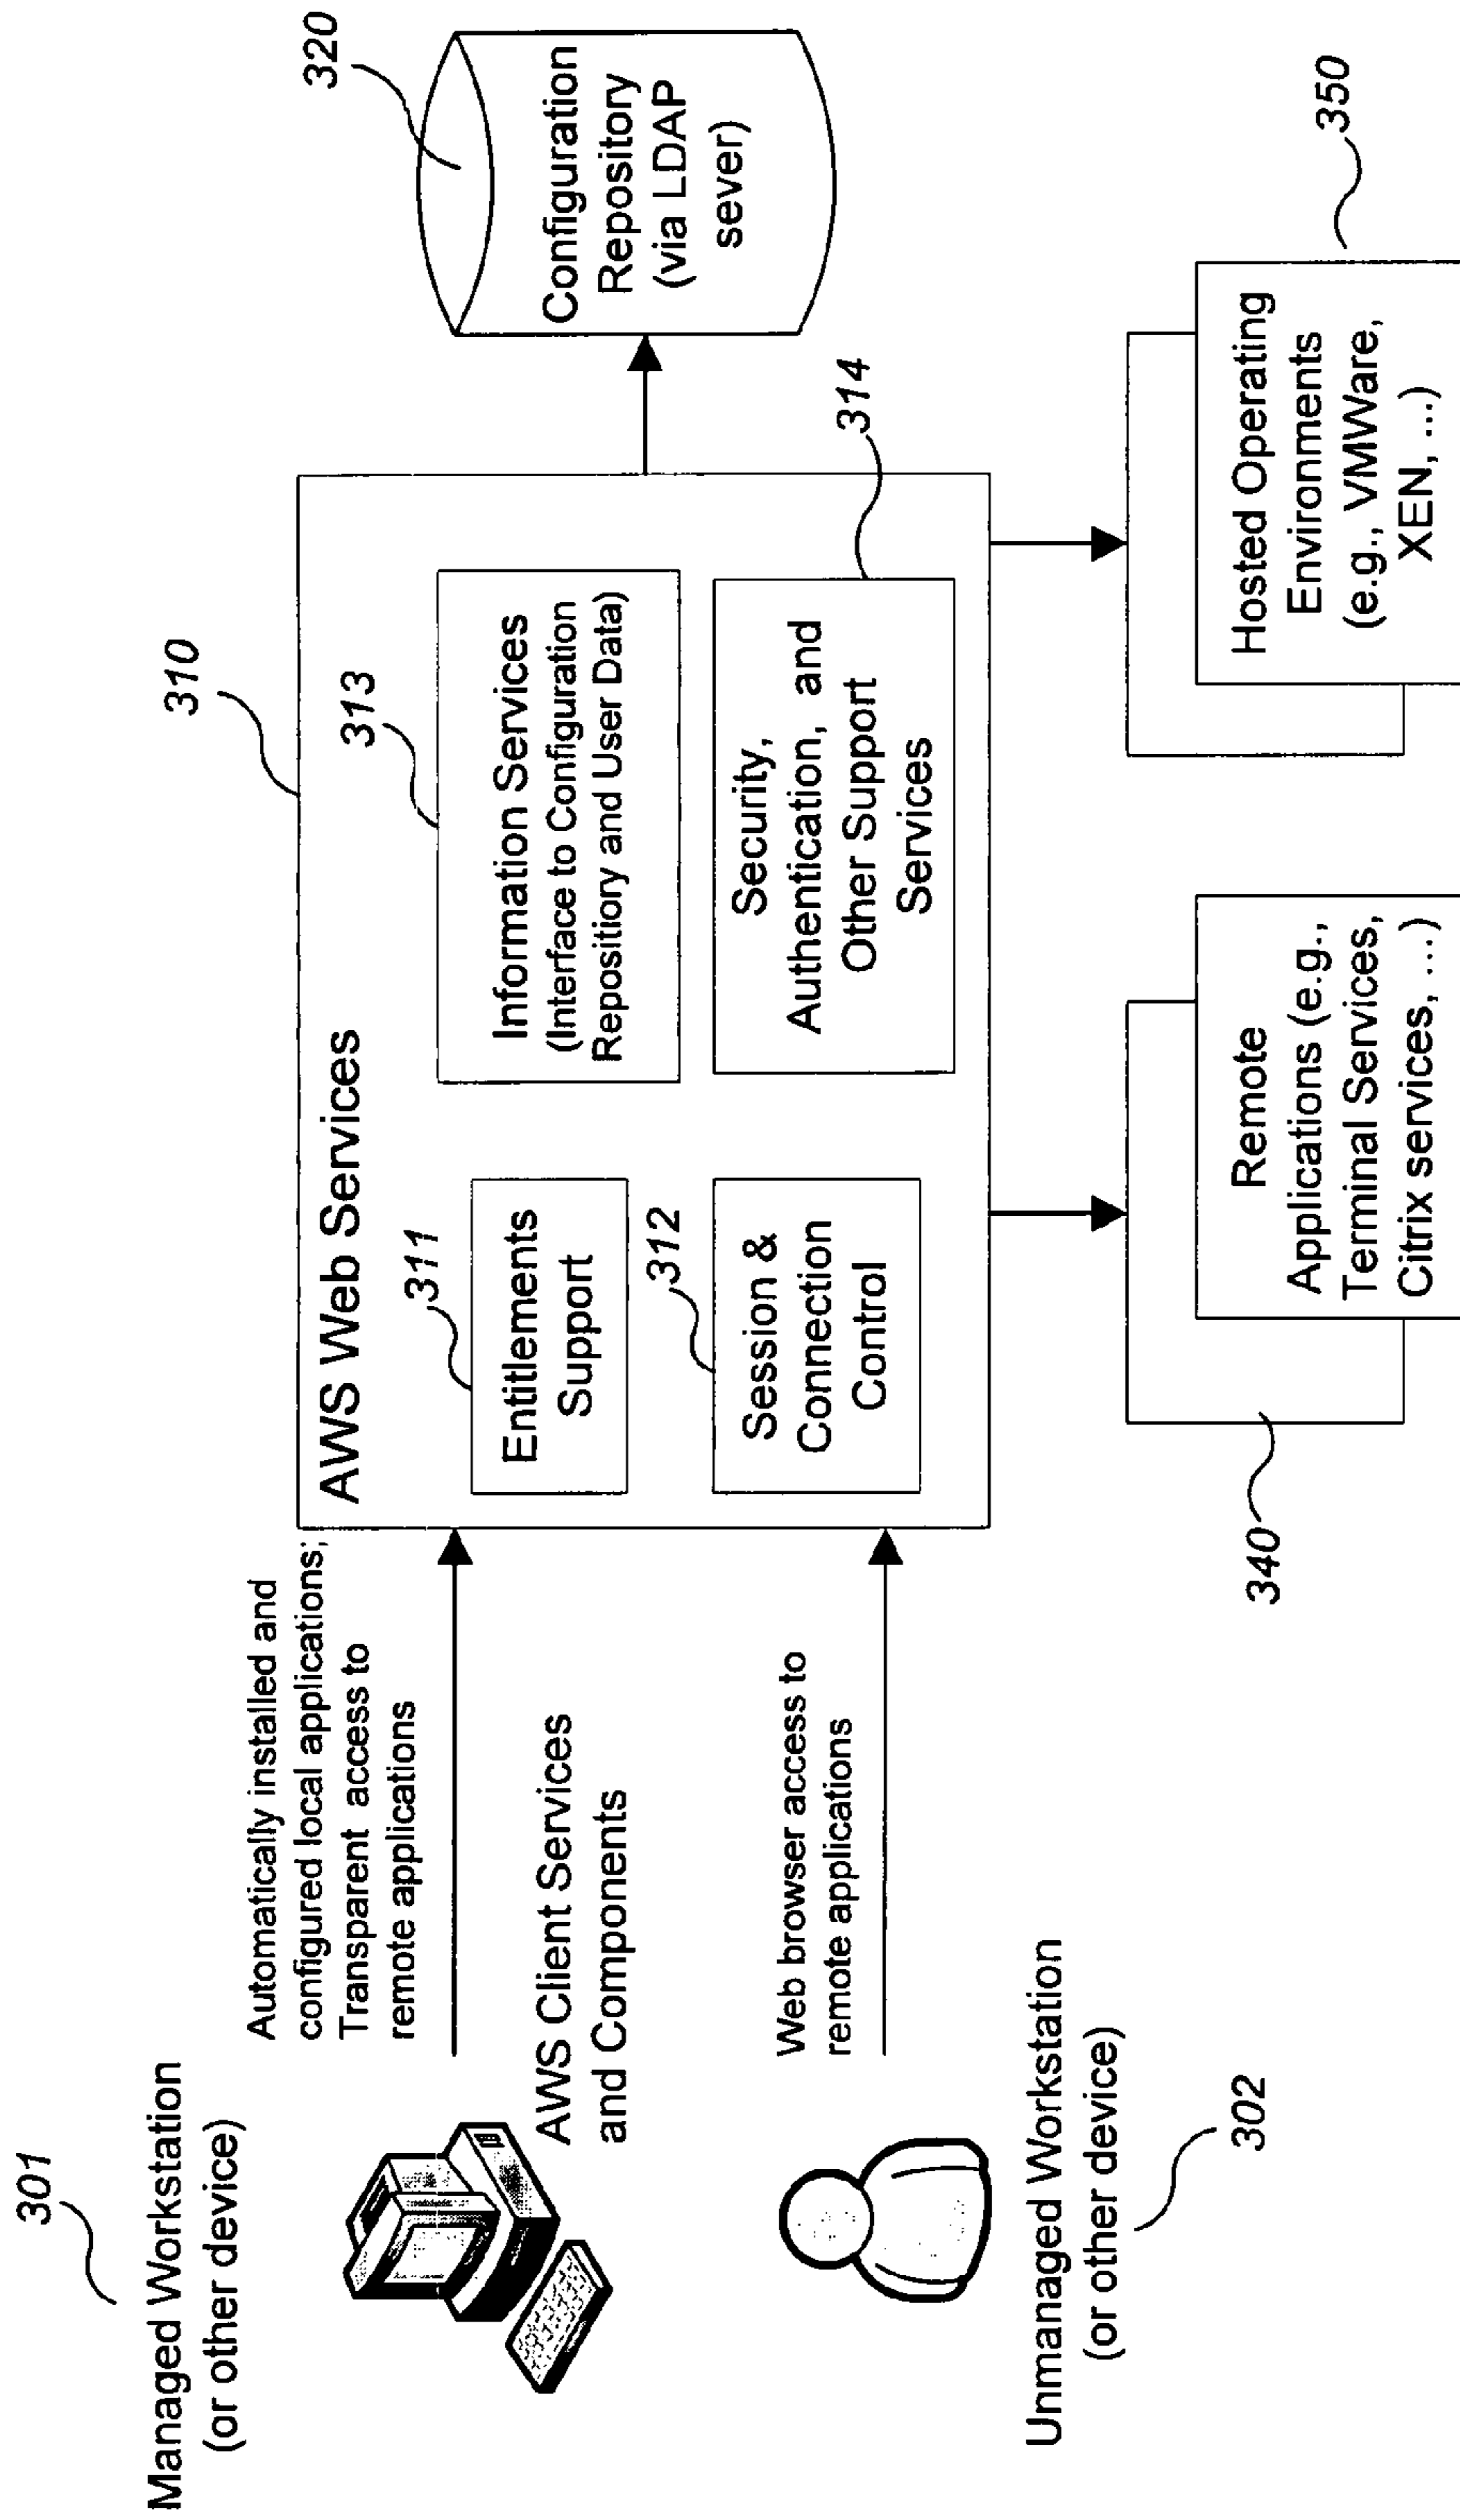 301
Managed Workstation
(or other device)
Automatically installed and
configured local applications;
Transparent access to
remote applications
AWS Client Services
and Components
Web browser access to
remote applications
Unmanaged Workstation
(or other device)
302
310
AWS Web Services
311
Entitlements
Support
312
Session &
Connection
Control
313
Information Services
(Interface to Configuration
Repositiory and User Data)
314
Security,
Authentication, and
Other Support
Services
320
Configuration
Repository
(via LDAP
sever)
340
Remote
Applications (e.g.,
Terminal Services,
Citrix services, ...)
350
Hosted Operating
Environments
(e.g., VMWare,
XEN, ...)